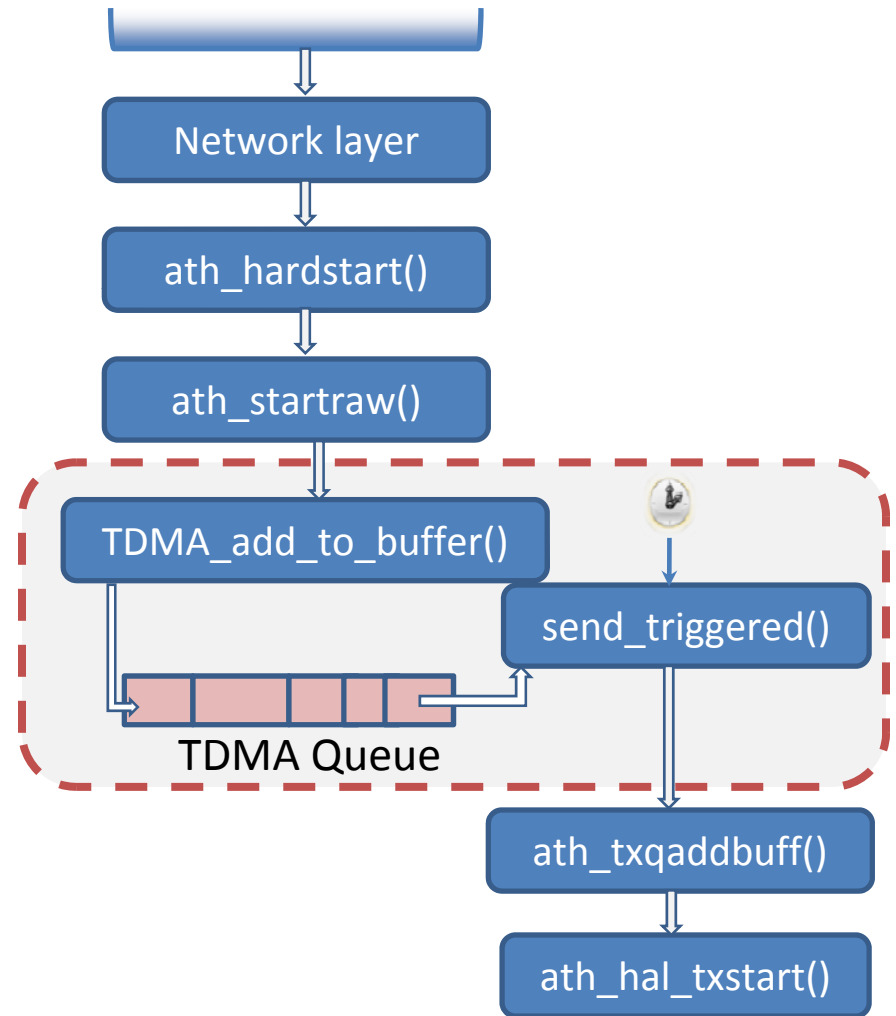 Network layer
ath_hardstart()
ath_startraw()
TDMA_add_to_buffer()
send_triggered()
TDMA Queue
ath_txqaddbuff()
ath_hal_txstart()